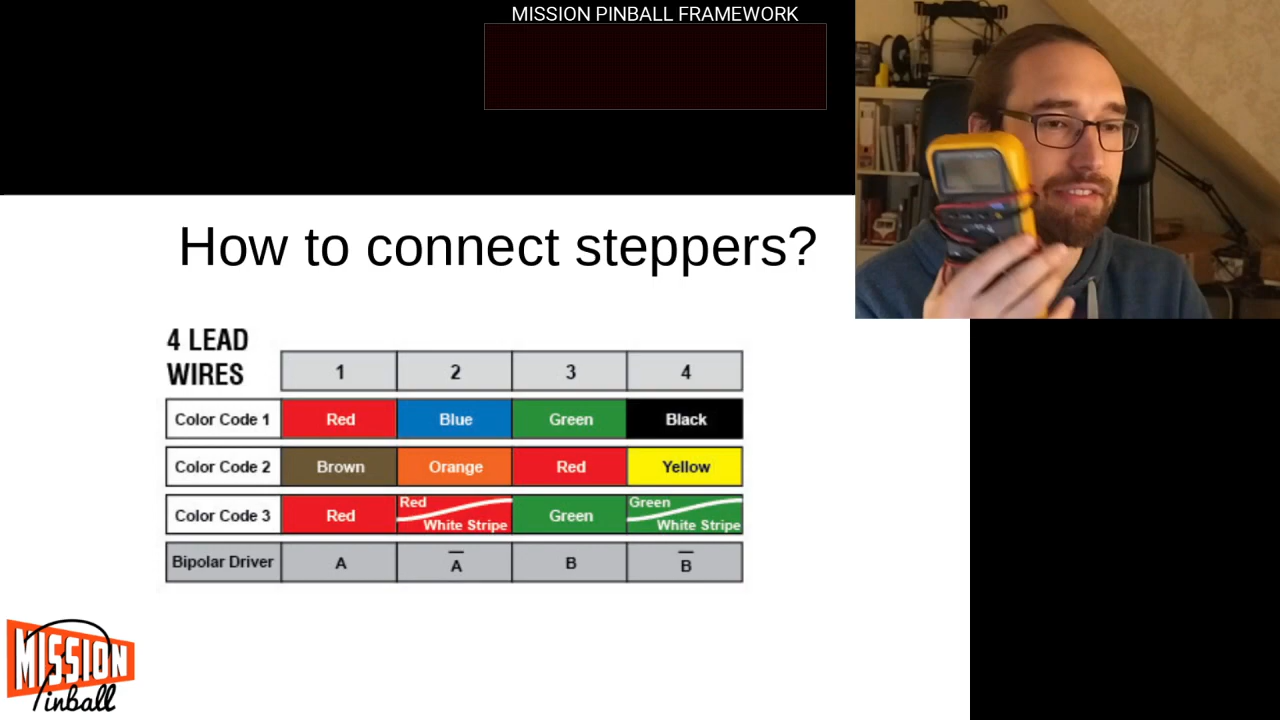 MISSION PINBALL FRAMEWORK
How to connect steppers?
4 LEAD
WIRES
1 2 3 4
Color Code 1 Red Blue Green Black
Color Code 2 Brown Orange Red Yellow
Color Code 3 Red Red White Stripe Green Green White Stripe
Bipolar Driver A A̅ B B̅
MISSION
Pinball